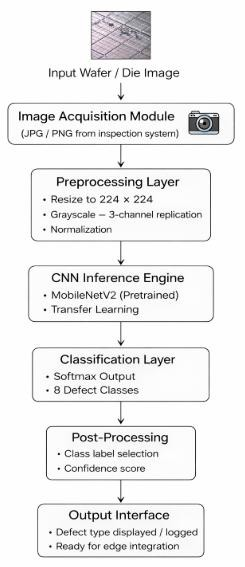 Input Wafer / Die Image
Image Acquisition Module
(JPG / PNG from inspection system)
Preprocessing Layer
• Resize to 224 × 224
• Grayscale – 3-channel replication
• Normalization
CNN Inference Engine
• MobileNetV2 (Pretrained)
• Transfer Learning
Classification Layer
• Softmax Output
• 8 Defect Classes
Post-Processing
• Class label selection
• Confidence score
Output Interface
• Defect type displayed / logged
• Ready for edge integration